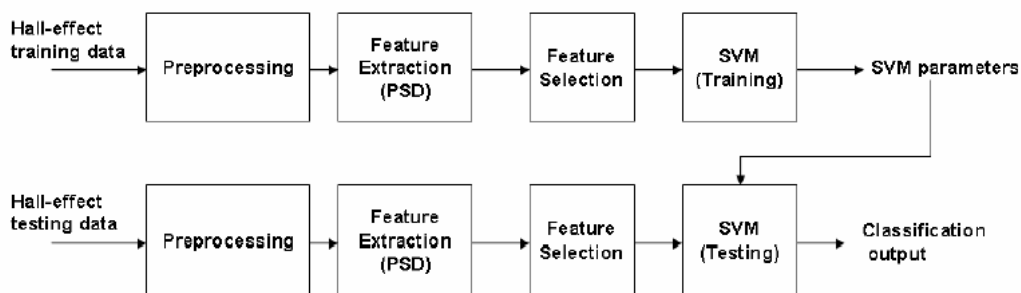 Hall-effect
training data
Preprocessing
Feature
Extraction
(PSD)
Feature
Selection
SVM
(Training)
SVM parameters
Hall-effect
testing data
Preprocessing
Feature
Extraction
(PSD)
Feature
Selection
SVM
(Testing)
Classification
output